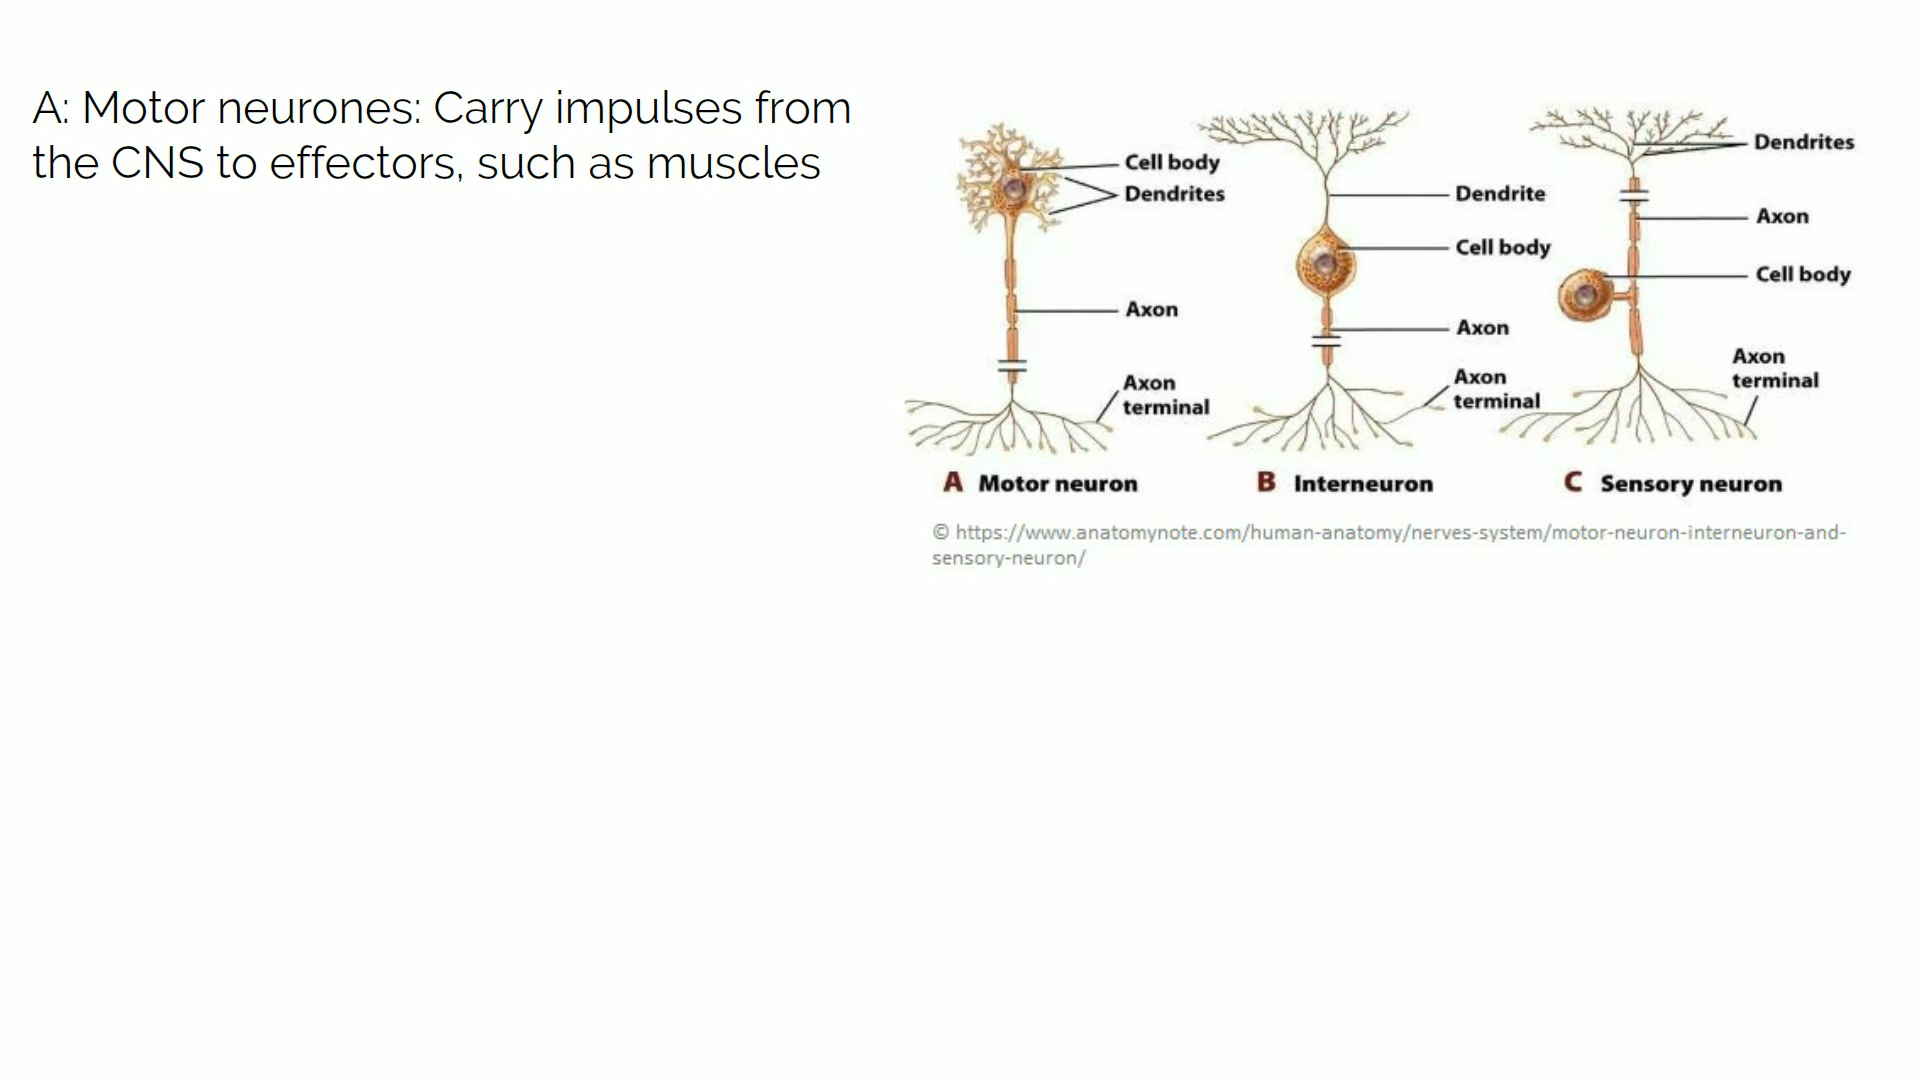 A: Motor neurones: Carry impulses from
the CNS to effectors, such as muscles
Cell body
Dendrites
Axon
Axon
terminal
A Motor neuron
Dendrite
Cell body
Axon
Axon
terminal
B Interneuron
Dendrites
Axon
Cell body
Axon
terminal
C Sensory neuron
© https://www.anatomynote.com/human-anatomy/nerves-system/motor-neuron-interneuron-and-
sensory-neuron/